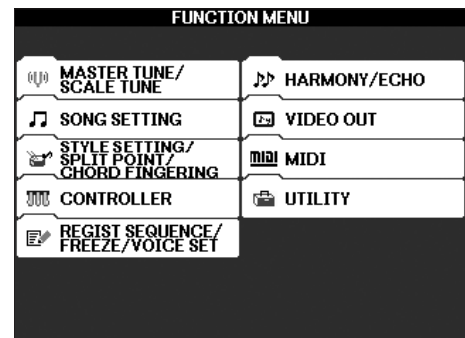 FUNCTION MENU
MASTER TUNE/
SCALE TUNE
SONG SETTING
STYLE SETTING/
SPLIT POINT/
CHORD FINGERING
CONTROLLER
REGIST SEQUENCE/
FREEZE/VOICE SET
HARMONY/ECHO
VIDEO OUT
MIDI MIDI
UTILITY